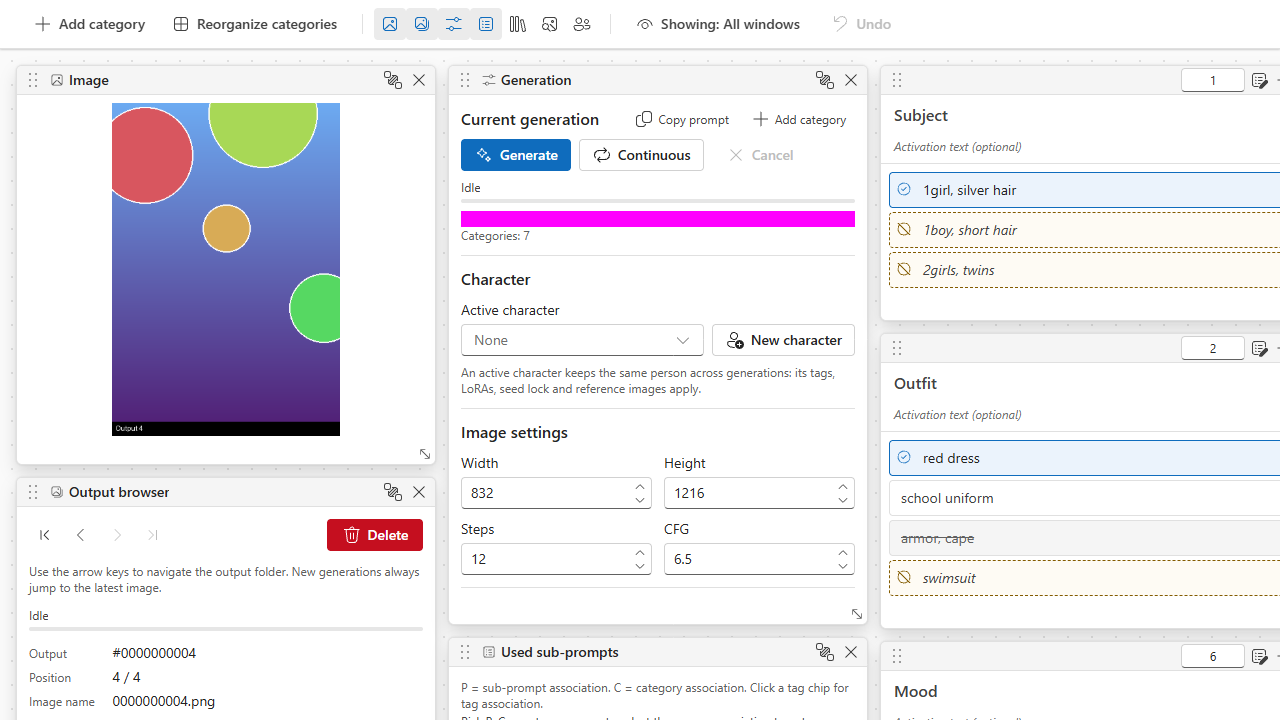 Add category
Reorganize categories
Showing: All windows
Undo
Image
Output 4
Output browser
Delete
Use the arrow keys to navigate the output folder. New generations always
jump to the latest image.
Idle
Output #0000000004
Position 4 / 4
Image name 0000000004.png
Generation
Current generation
Copy prompt
Add category
Generate
Continuous
Cancel
Idle
Categories: 7
Character
Active character
None
New character
An active character keeps the same person across generations: its tags,
LoRAs, seed lock and reference images apply.
Image settings
Width Height
832 1216
Steps CFG
12 6.5
Used sub-prompts
P = sub-prompt association. C = category association. Click a tag chip for
tag association.
1
Subject
Activation text (optional)
1girl, silver hair
1boy, short hair
2girls, twins
2
Outfit
Activation text (optional)
red dress
school uniform
armor, cape
swimsuit
6
Mood